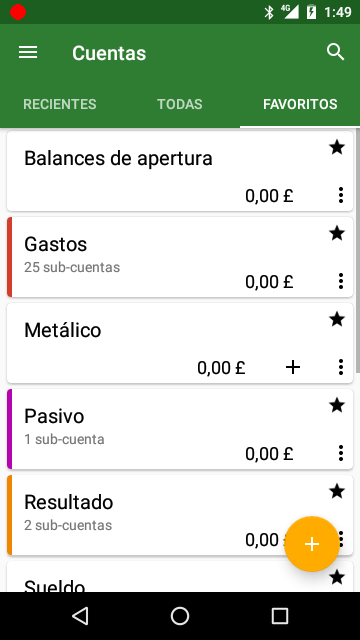 4G 1:49
Cuentas
RECIENTES TODAS FAVORITOS
Balances de apertura
0,00 £
Gastos
25 sub-cuentas
0,00 £
Metálico
0,00 £
Pasivo
1 sub-cuenta
0,00 £
Resultado
2 sub-cuentas
0,00
Sueldo